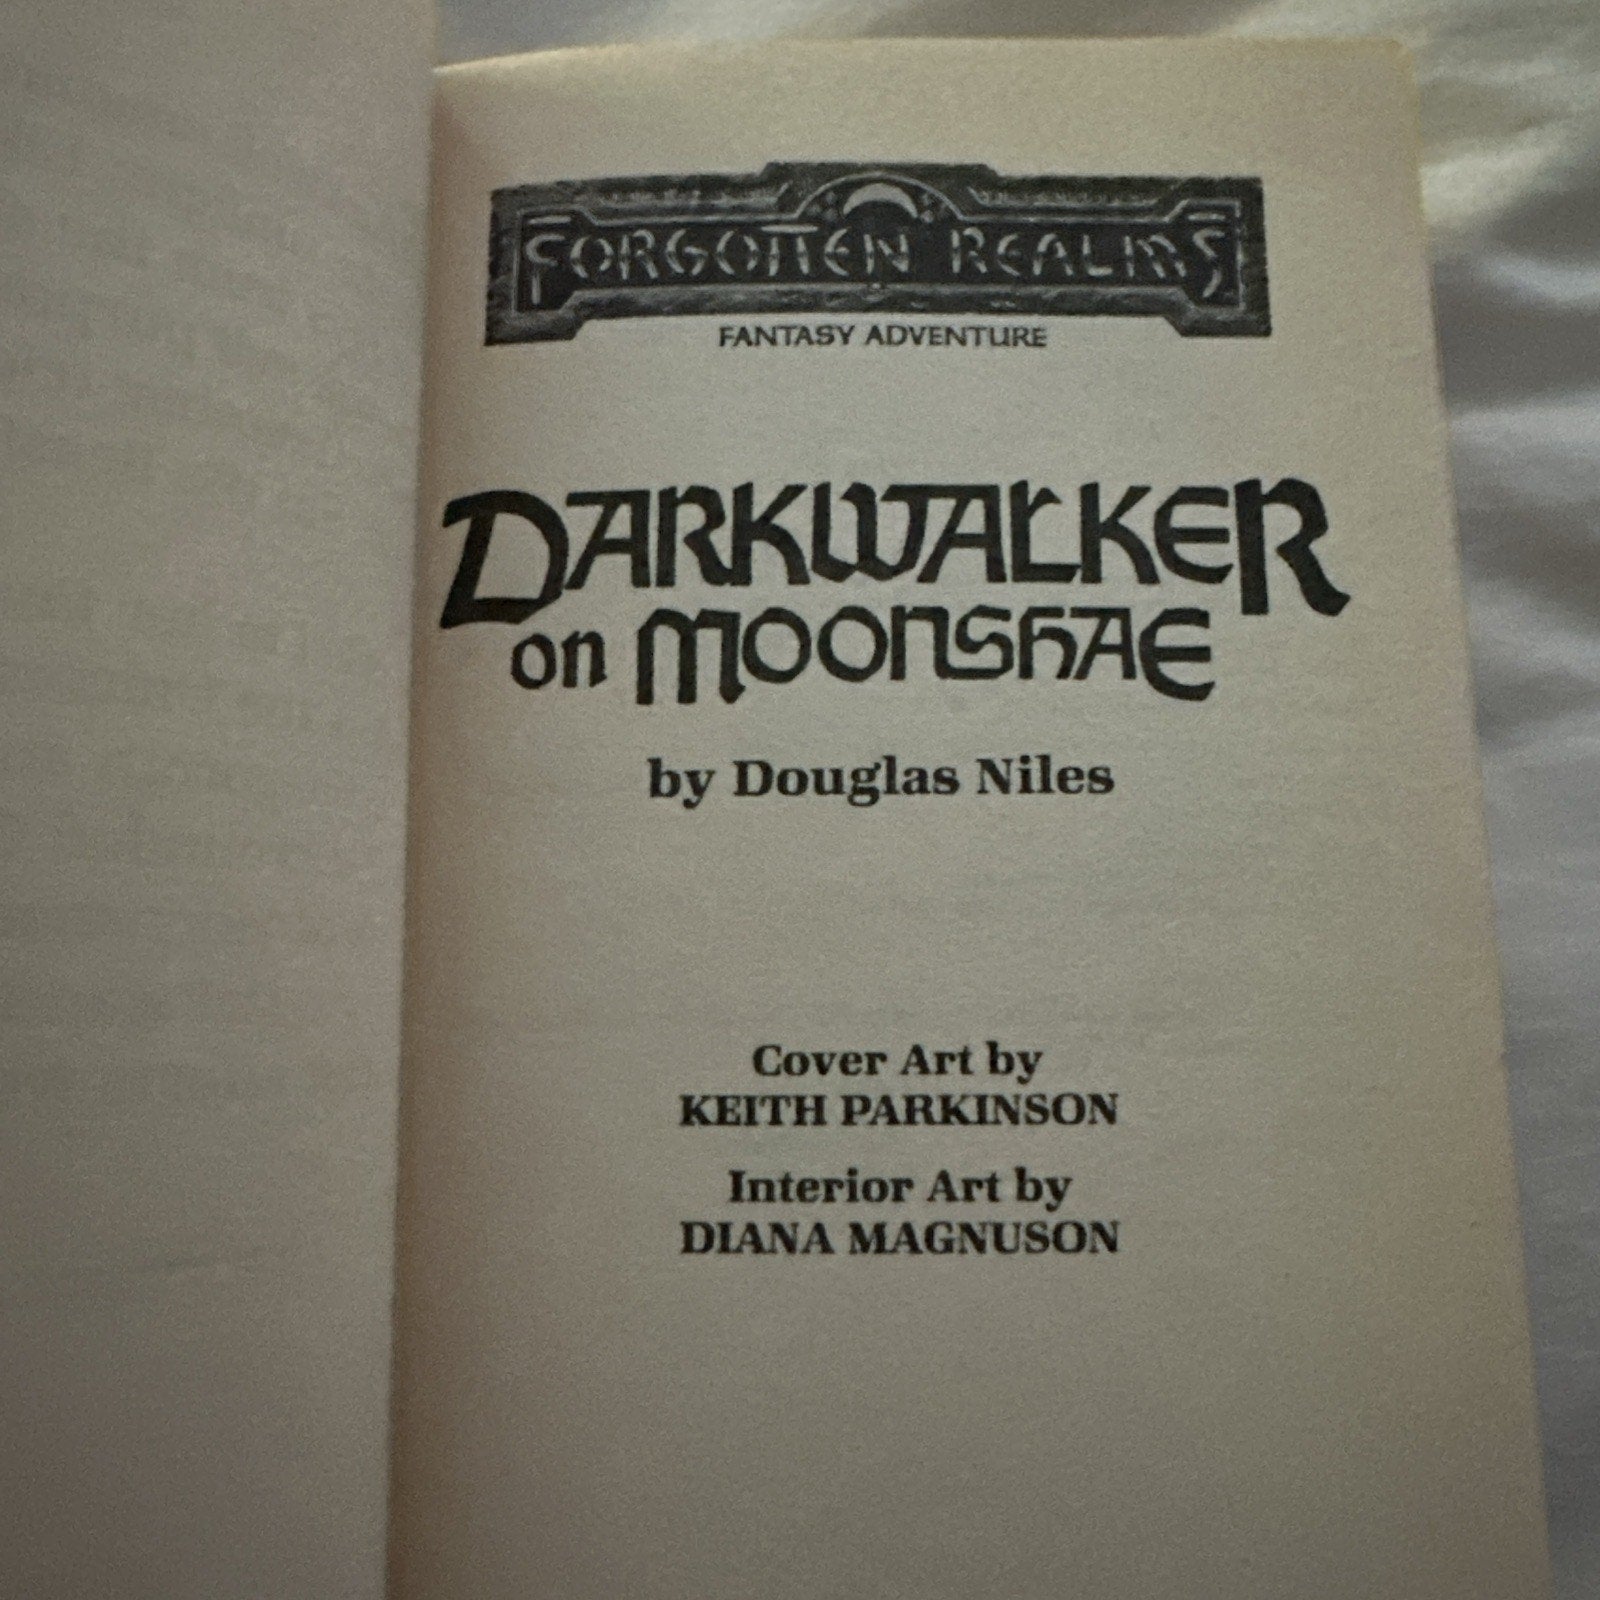 FORGOTTEN REALMS
FANTASY ADVENTURE
DARKWALKER
on MOONSHAE
by Douglas Niles
Cover Art by
KEITH PARKINSON
Interior Art by
DIANA MAGNUSON